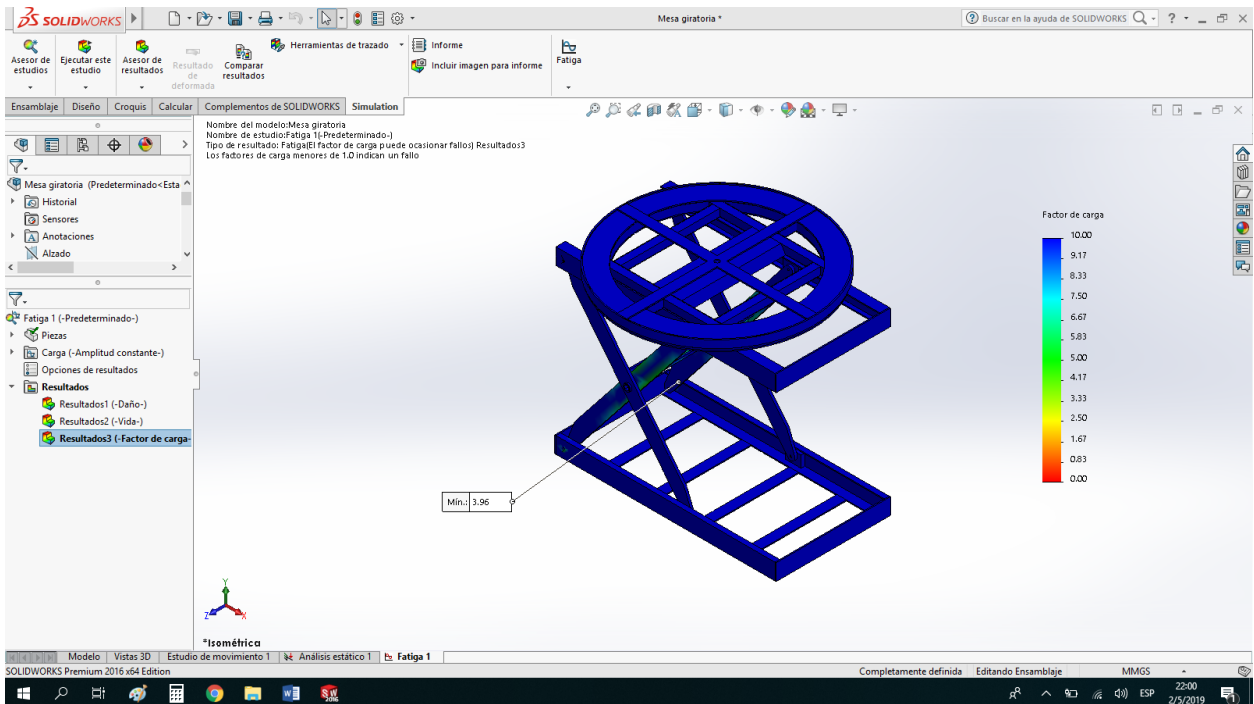 SOLIDWORKS
Mesa giratoria *
Buscar en la ayuda de SOLIDWORKS
Asesor de estudios
Ejecutar este estudio
Asesor de resultados
Resultado de deformada
Comparar resultados
Herramientas de trazado
Informe
Incluir imagen para informe
Fatiga
Ensamblaje Diseño Croquis Calcular Complementos de SOLIDWORKS Simulation
Nombre del modelo:Mesa giratoria
Nombre de estudio:Fatiga 1(-Predeterminado-)
Tipo de resultado: Fatiga(El factor de carga puede ocasionar fallos) Resultados3
Los factores de carga menores de 1.0 indican un fallo
Mesa giratoria (Predeterminado<Esta
Historial
Sensores
Anotaciones
Alzado
Fatiga 1 (-Predeterminado-)
Piezas
Carga (-Amplitud constante-)
Opciones de resultados
Resultados
Resultados1 (-Daño-)
Resultados2 (-Vida-)
Resultados3 (-Factor de carga-
Factor de carga
10.00
9.17
8.33
7.50
6.67
5.83
5.00
4.17
3.33
2.50
1.67
0.83
0.00
Mín.: 3.96
Y
Z
X
*Isométrica
Modelo Vistas 3D Estudio de movimiento 1 Análisis estático 1 Fatiga 1
SOLIDWORKS Premium 2016 x64 Edition
Completamente definida Editando Ensamblaje MMGS -
ESP
22:00
2/5/2019